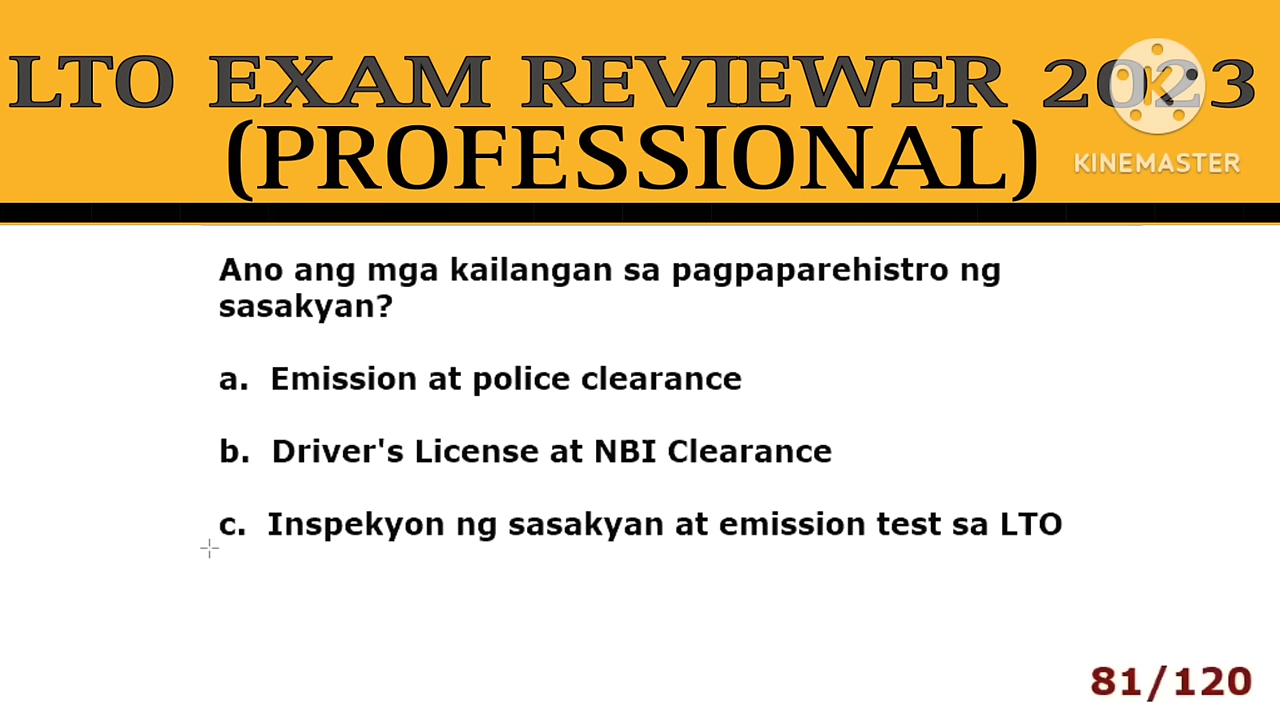 LTO EXAM REVIEWER 2023
(PROFESSIONAL)
KINEMASTER
Ano ang mga kailangan sa pagpaparehistro ng
sasakyan?
a. Emission at police clearance
b. Driver's License at NBI Clearance
c. Inspekyon ng sasakyan at emission test sa LTO
81/120